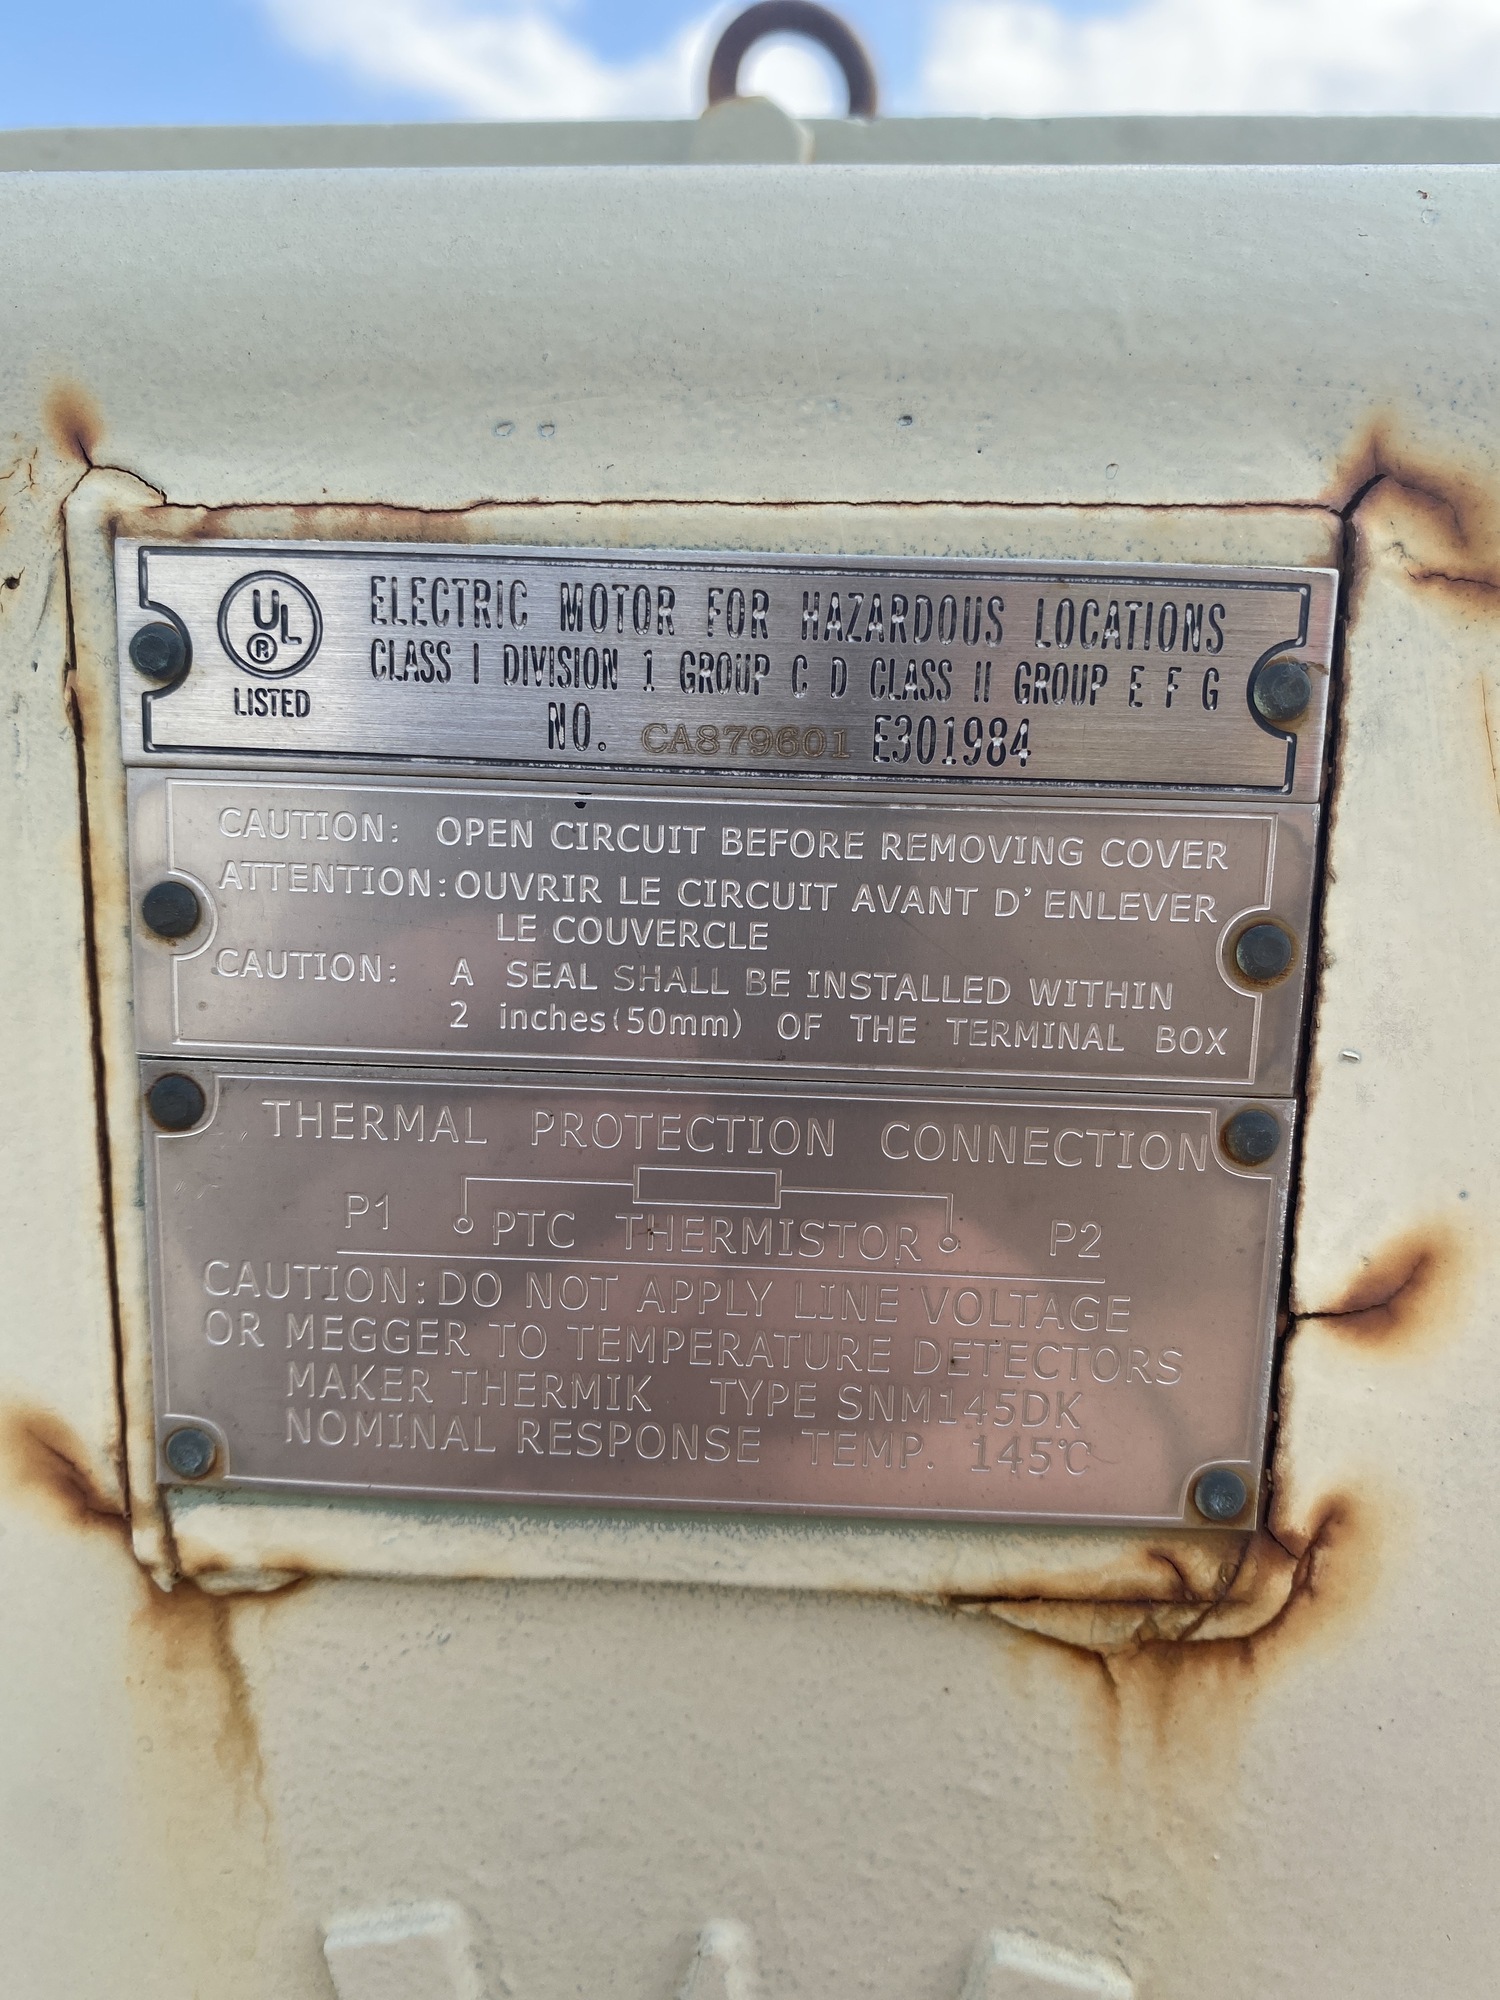 UL
®
LISTED
ELECTRIC MOTOR FOR HAZARDOUS LOCATIONS
CLASS I DIVISION 1 GROUP C D CLASS II GROUP E F G
NO. CA879601 E301984
CAUTION: OPEN CIRCUIT BEFORE REMOVING COVER
ATTENTION: OUVRIR LE CIRCUIT AVANT D' ENLEVER
LE COUVERCLE
CAUTION: A SEAL SHALL BE INSTALLED WITHIN
2 inches (50mm) OF THE TERMINAL BOX
THERMAL PROTECTION CONNECTION
P1 PTC THERMISTOR P2
CAUTION: DO NOT APPLY LINE VOLTAGE
OR MEGGER TO TEMPERATURE DETECTORS
MAKER THERMIK TYPE SNM145DK
NOMINAL RESPONSE TEMP. 145℃